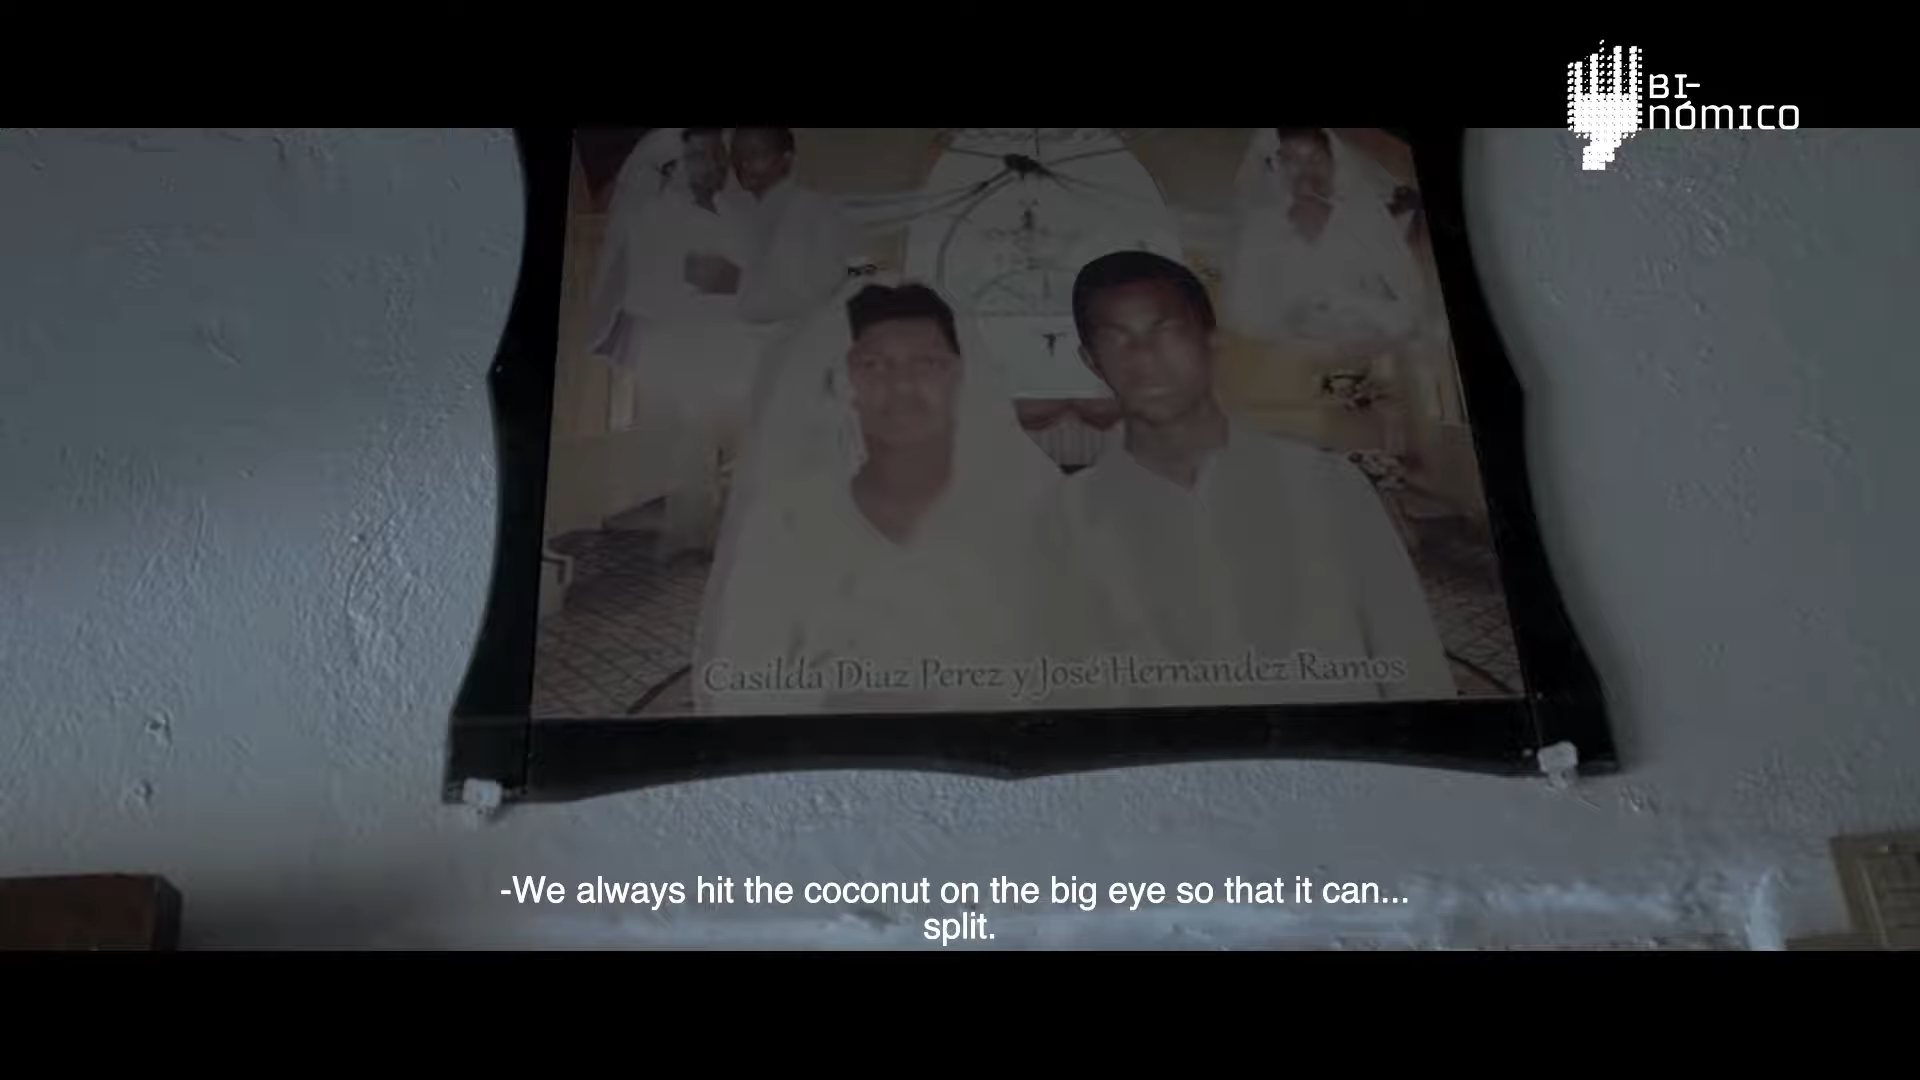 BI-
NÓMICO
Casilda Diaz Perez y José Hernandez Ramos
-We always hit the coconut on the big eye so that it can...
split.